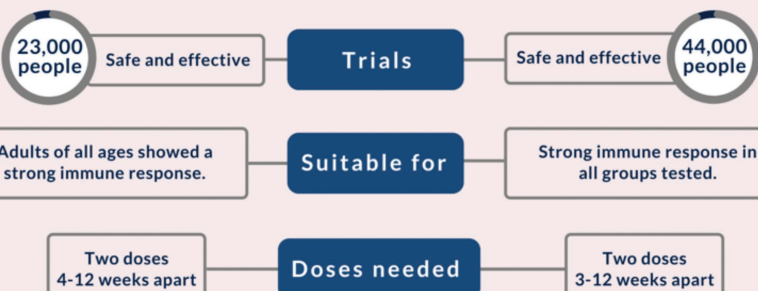 23,000
people
Safe and effective
Trials
Safe and effective
44,000
people
Adults of all ages showed a
strong immune response.
Suitable for
Strong immune response in
all groups tested.
Two doses
4-12 weeks apart
Doses needed
Two doses
3-12 weeks apart